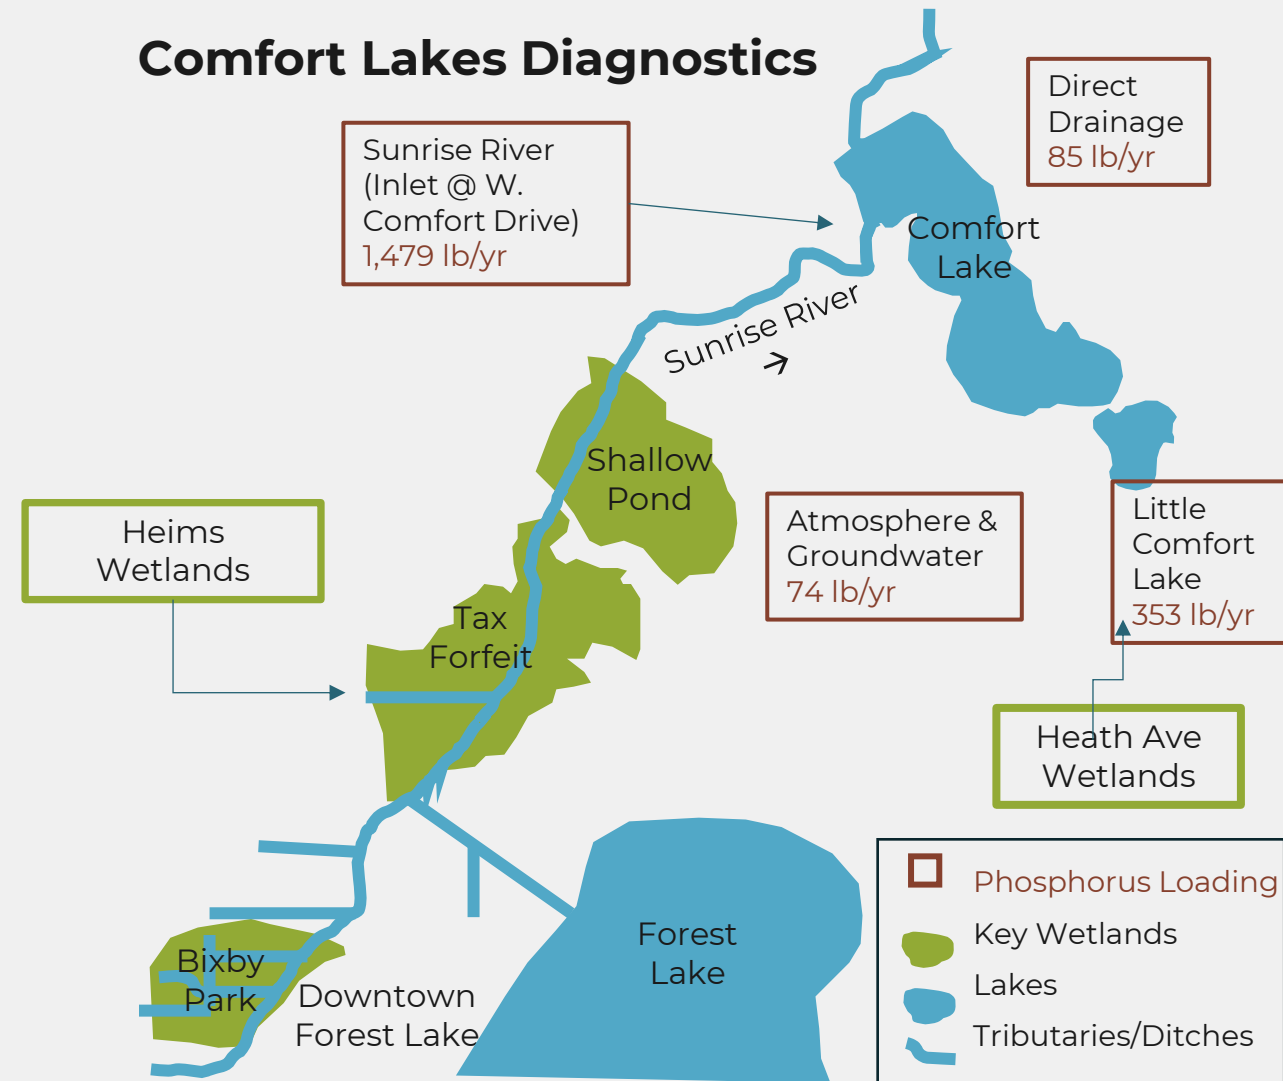 Comfort Lakes Diagnostics
Direct
Drainage
85 lb/yr
Sunrise River
(Inlet @ W.
Comfort Drive)
1,479 lb/yr
Comfort
Lake
Sunrise River
→
Shallow
Pond
Heims
Wetlands
Atmosphere &
Groundwater
74 lb/yr
Little
Comfort
Lake
353 lb/yr
Tax
Forfeit
Heath Ave
Wetlands
Forest
Lake
Bixby
Park
Downtown
Forest Lake
Phosphorus Loading
Key Wetlands
Lakes
Tributaries/Ditches